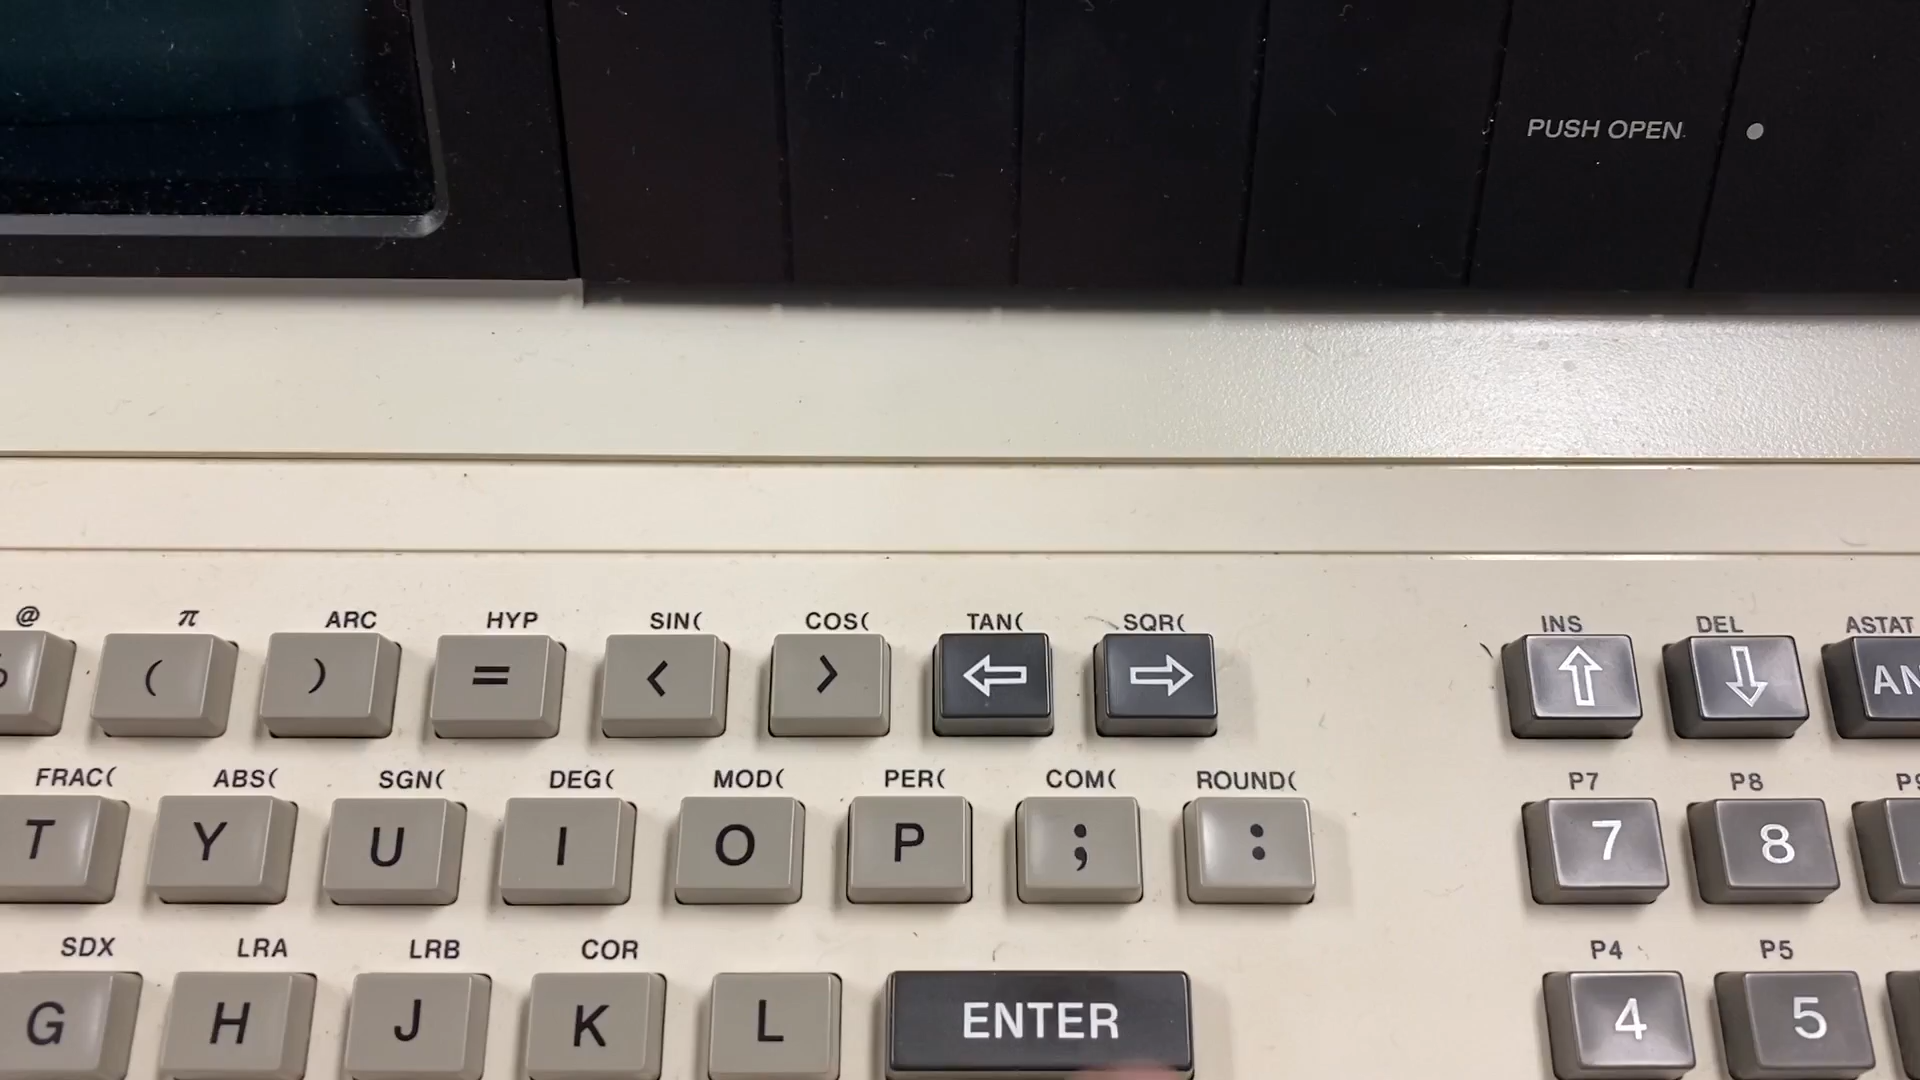 PUSH OPEN
@ π ARC HYP SIN( COS( TAN( SQR( INS DEL ASTAT
( ) = < > ⇦ ⇨ ⇧ ⇩
FRAC( ABS( SGN( DEG( MOD( PER( COM( ROUND( P7 P8
T Y U I O P ; : 7 8
SDX LRA LRB COR P4 P5
G H J K L ENTER 4 5